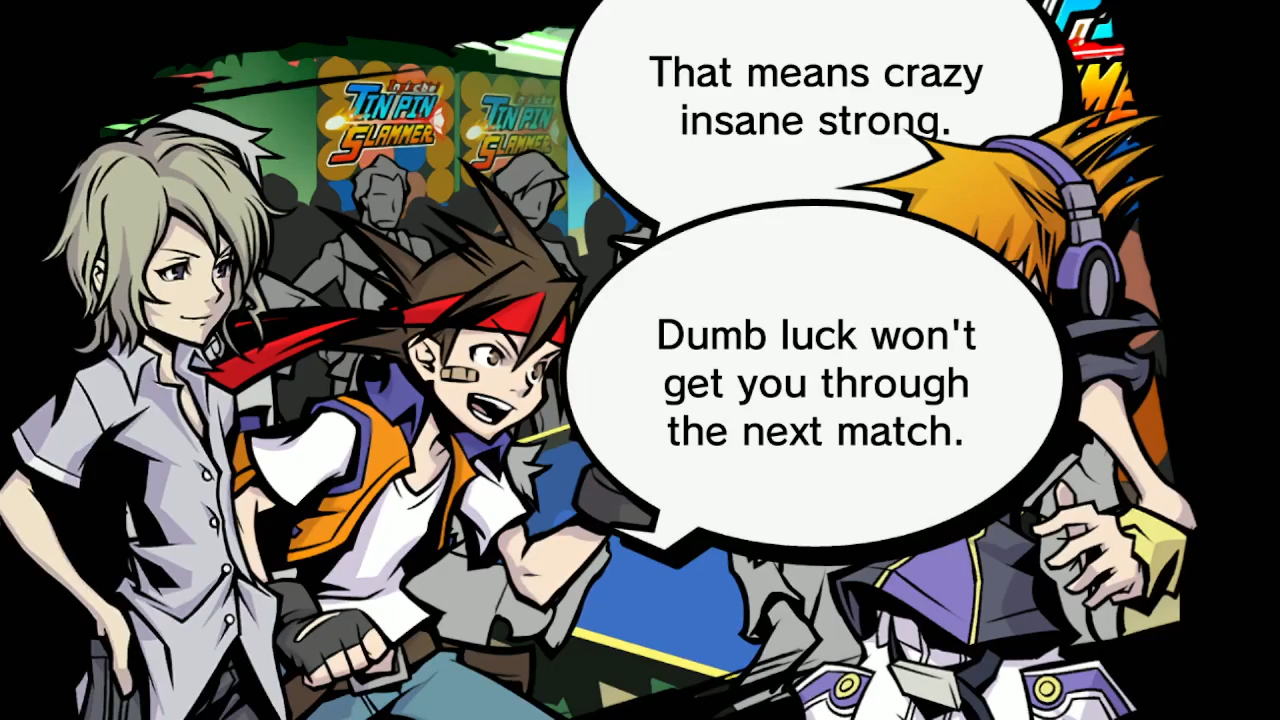 That means crazy
insane strong.
Dumb luck won't
get you through
the next match.
TIN PIN
SLAMMER
TIN PIN
SLAMMER